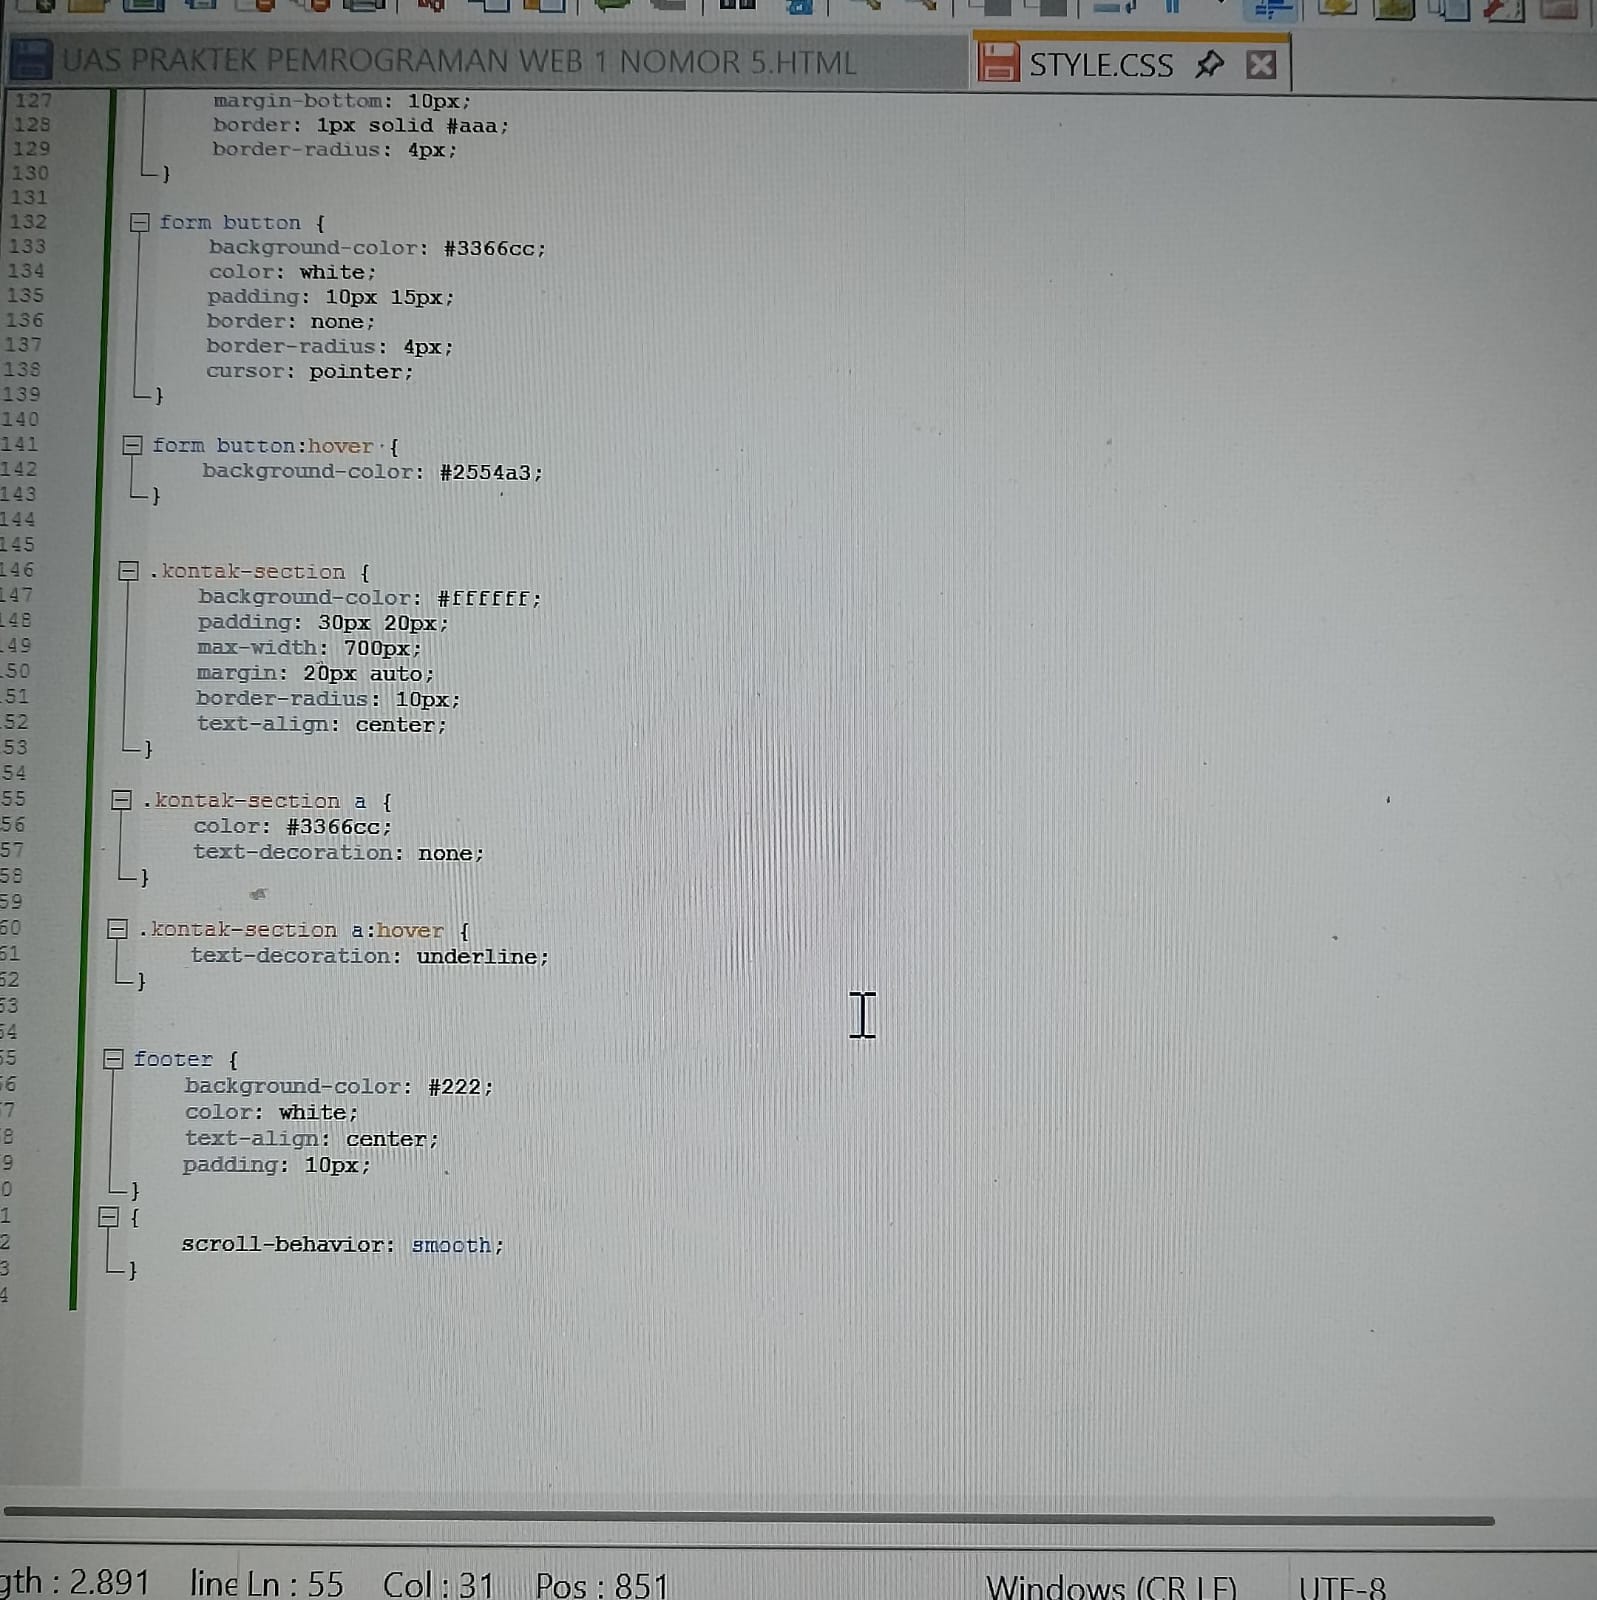 UAS PRAKTEK PEMROGRAMAN WEB 1 NOMOR 5.HTML STYLE.CSS
127 margin-bottom: 10px;
128 border: 1px solid #aaa;
129 border-radius: 4px;
130 }
131
132 form button {
133 background-color: #3366cc;
134 color: white;
135 padding: 10px 15px;
136 border: none;
137 border-radius: 4px;
138 cursor: pointer;
139 }
140
141 form button:hover {
142 background-color: #2554a3;
143 }
144
145
146 .kontak-section {
147 background-color: #ffffff;
148 padding: 30px 20px;
49 max-width: 700px;
50 margin: 20px auto;
51 border-radius: 10px;
52 text-align: center;
53 }
54
55 .kontak-section a {
56 color: #3366cc;
57 text-decoration: none;
58 }
59
60 .kontak-section a:hover {
61 text-decoration: underline;
62 }
63
64
55 footer {
6 background-color: #222;
7 color: white;
8 text-align: center;
9 padding: 10px;
0 }
1 {
2 scroll-behavior: smooth;
3 }
4
gth : 2.891 line Ln : 55 Col : 31 Pos : 851 Windows (CR LF) UTF-8